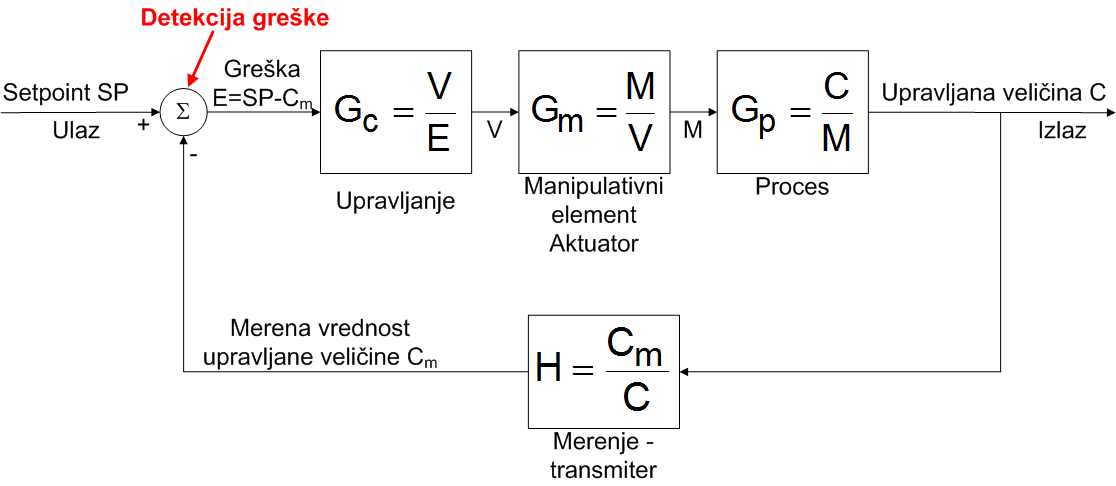 Detekcija greške
Setpoint SP
Ulaz
+
-
Σ
Greška
E=SP-Cm
Gc = V/E
Upravljanje
V
Gm = M/V
Manipulativni
element
Aktuator
M
Gp = C/M
Proces
Upravljana veličina C
Izlaz
Merena vrednost
upravljane veličine Cm
H = Cm/C
Merenje -
transmiter